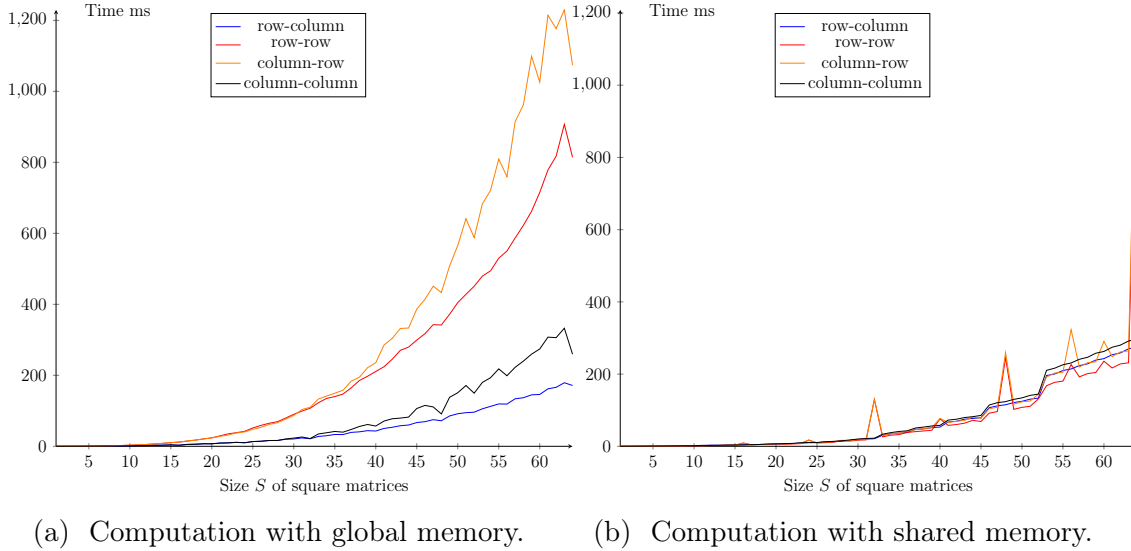 Time ms
1,200
1,000
800
600
400
200
0
row-column
row-row
column-row
column-column
5 10 15 20 25 30 35 40 45 50 55 60
Size S of square matrices
(a) Computation with global memory.
Time ms
1,200
1,000
800
600
400
200
0
row-column
row-row
column-row
column-column
5 10 15 20 25 30 35 40 45 50 55 60
Size S of square matrices
(b) Computation with shared memory.